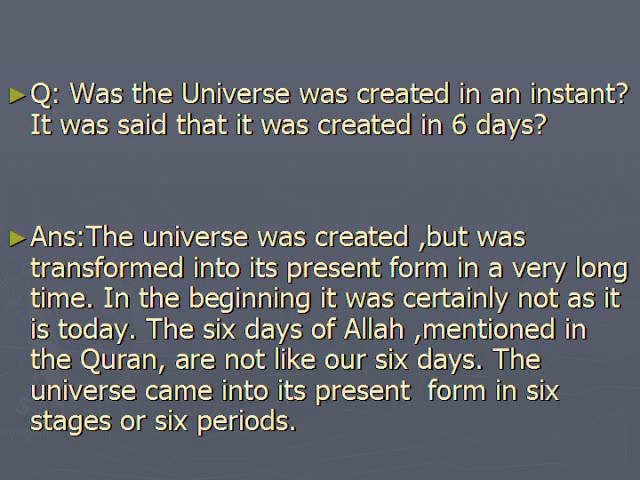 ► Q: Was the Universe was created in an instant?
It was said that it was created in 6 days?
► Ans:The universe was created ,but was
transformed into its present form in a very long
time. In the beginning it was certainly not as it
is today. The six days of Allah ,mentioned in
the Quran, are not like our six days. The
universe came into its present form in six
stages or six periods.